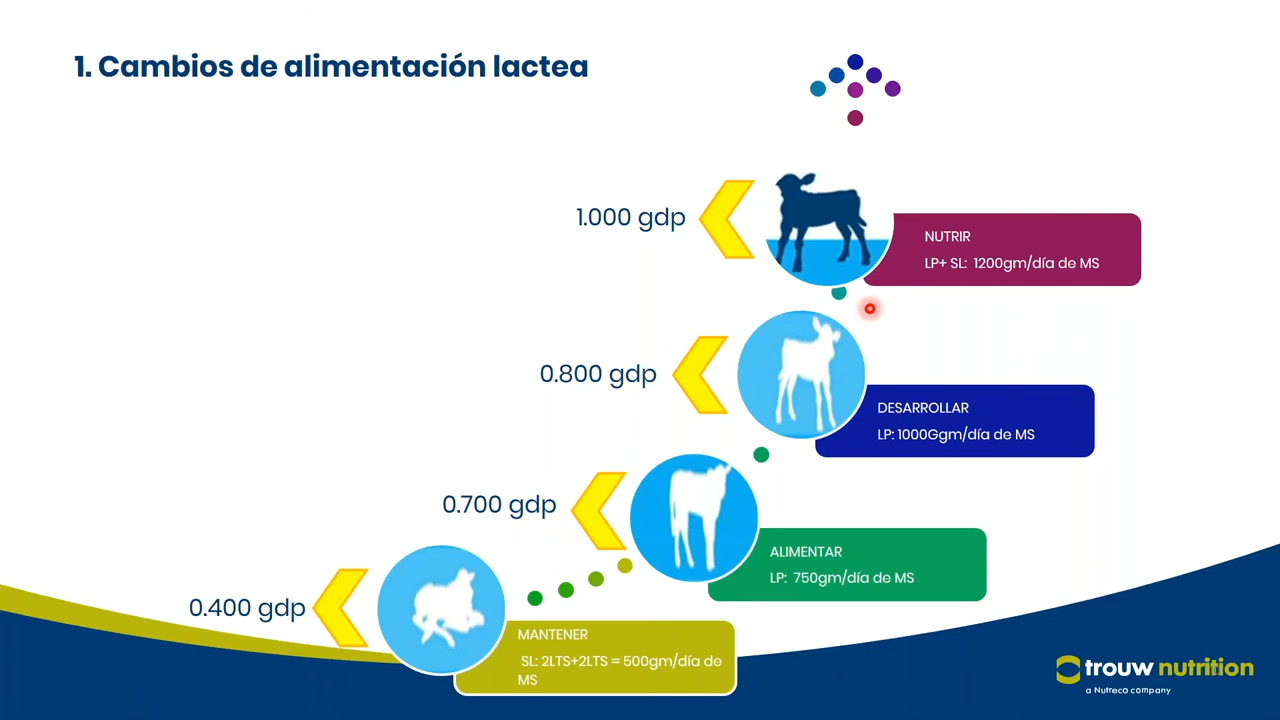 1. Cambios de alimentación lactea
1.000 gdp
NUTRIR
LP+ SL: 1200gm/día de MS
0.800 gdp
DESARROLLAR
LP: 1000Ggm/día de MS
0.700 gdp
ALIMENTAR
LP: 750gm/día de MS
0.400 gdp
MANTENER
SL: 2LTS+2LTS = 500gm/día de
MS
trouw nutrition
a Nutreco company